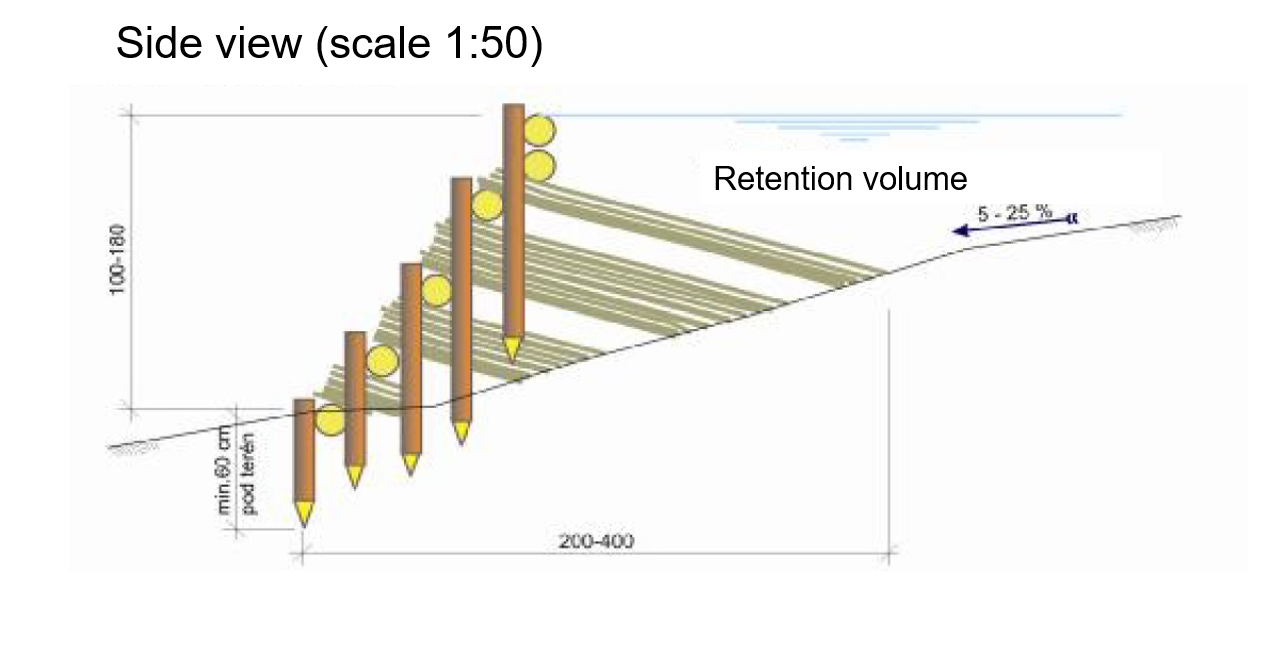 Side view (scale 1:50)
Retention volume
5 - 25 %
α
100-180
min.60 cm
pod terén
200-400